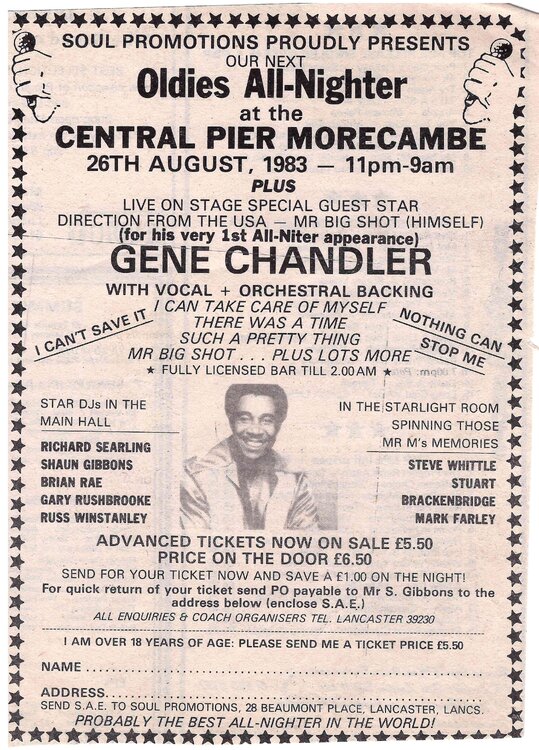 SOUL PROMOTIONS PROUDLY PRESENTS
OUR NEXT
Oldies All-Nighter
at the
CENTRAL PIER MORECAMBE
26TH AUGUST, 1983 — 11pm-9am
PLUS
LIVE ON STAGE SPECIAL GUEST STAR
DIRECTION FROM THE USA — MR BIG SHOT (HIMSELF)
(for his very 1st All-Niter appearance)
GENE CHANDLER
WITH VOCAL + ORCHESTRAL BACKING
I CAN'T SAVE IT
I CAN TAKE CARE OF MYSELF
THERE WAS A TIME
SUCH A PRETTY THING
MR BIG SHOT . . . PLUS LOTS MORE
NOTHING CAN
STOP ME
★ FULLY LICENSED BAR TILL 2.00AM ★
STAR DJs IN THE
MAIN HALL
RICHARD SEARLING
SHAUN GIBBONS
BRIAN RAE
GARY RUSHBROOKE
RUSS WINSTANLEY
IN THE STARLIGHT ROOM
SPINNING THOSE
MR M's MEMORIES
STEVE WHITTLE
STUART
BRACKENBRIDGE
MARK FARLEY
ADVANCED TICKETS NOW ON SALE £5.50
PRICE ON THE DOOR £6.50
SEND FOR YOUR TICKET NOW AND SAVE A £1.00 ON THE NIGHT!
For quick return of your ticket send PO payable to Mr S. Gibbons to the
address below (enclose S.A.E.)
ALL ENQUIRIES & COACH ORGANISERS TEL. LANCASTER 39230
I AM OVER 18 YEARS OF AGE: PLEASE SEND ME A TICKET PRICE £5.50
NAME
ADDRESS
SEND S.A.E. TO SOUL PROMOTIONS, 28 BEAUMONT PLACE, LANCASTER, LANCS.
PROBABLY THE BEST ALL-NIGHTER IN THE WORLD!